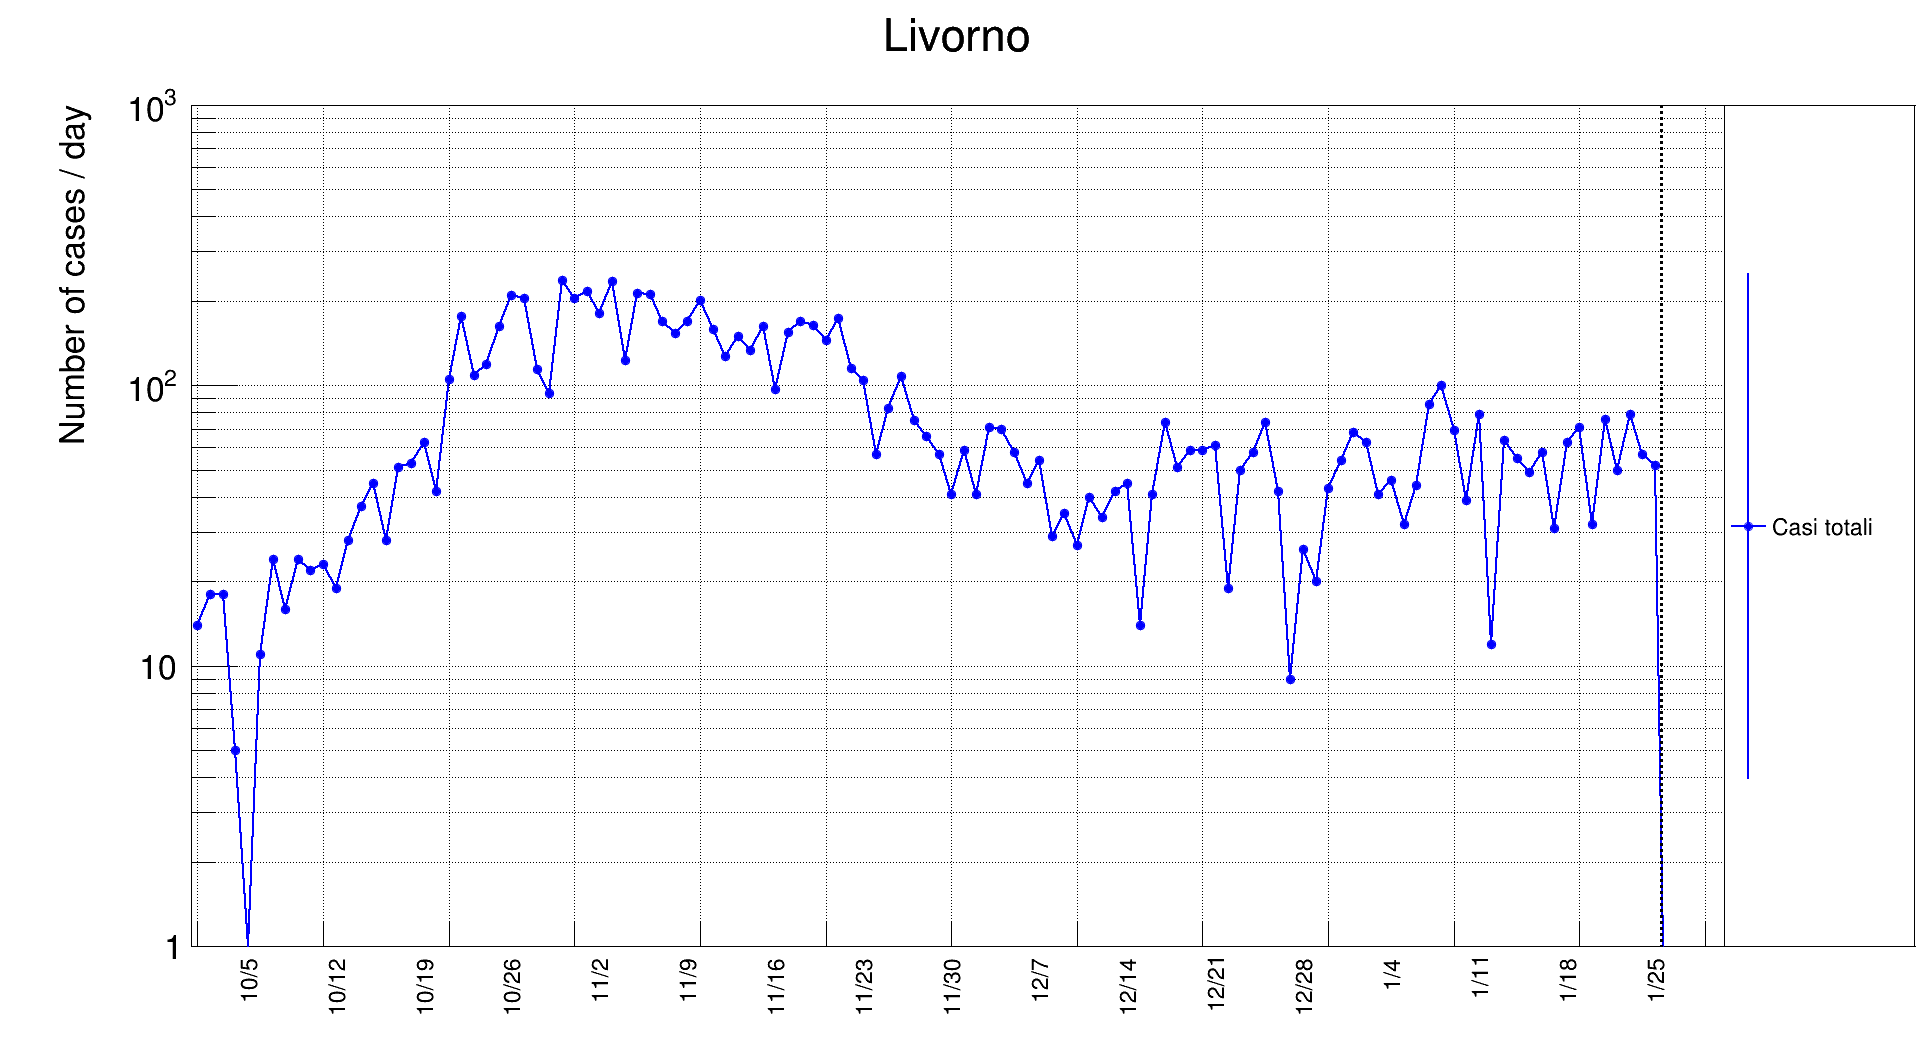 Livorno
Number of cases / day
10³
10²
10
1
10/5 10/12 10/19 10/26 11/2 11/9 11/16 11/23 11/30 12/7 12/14 12/21 12/28 1/4 1/11 1/18 1/25
Casi totali